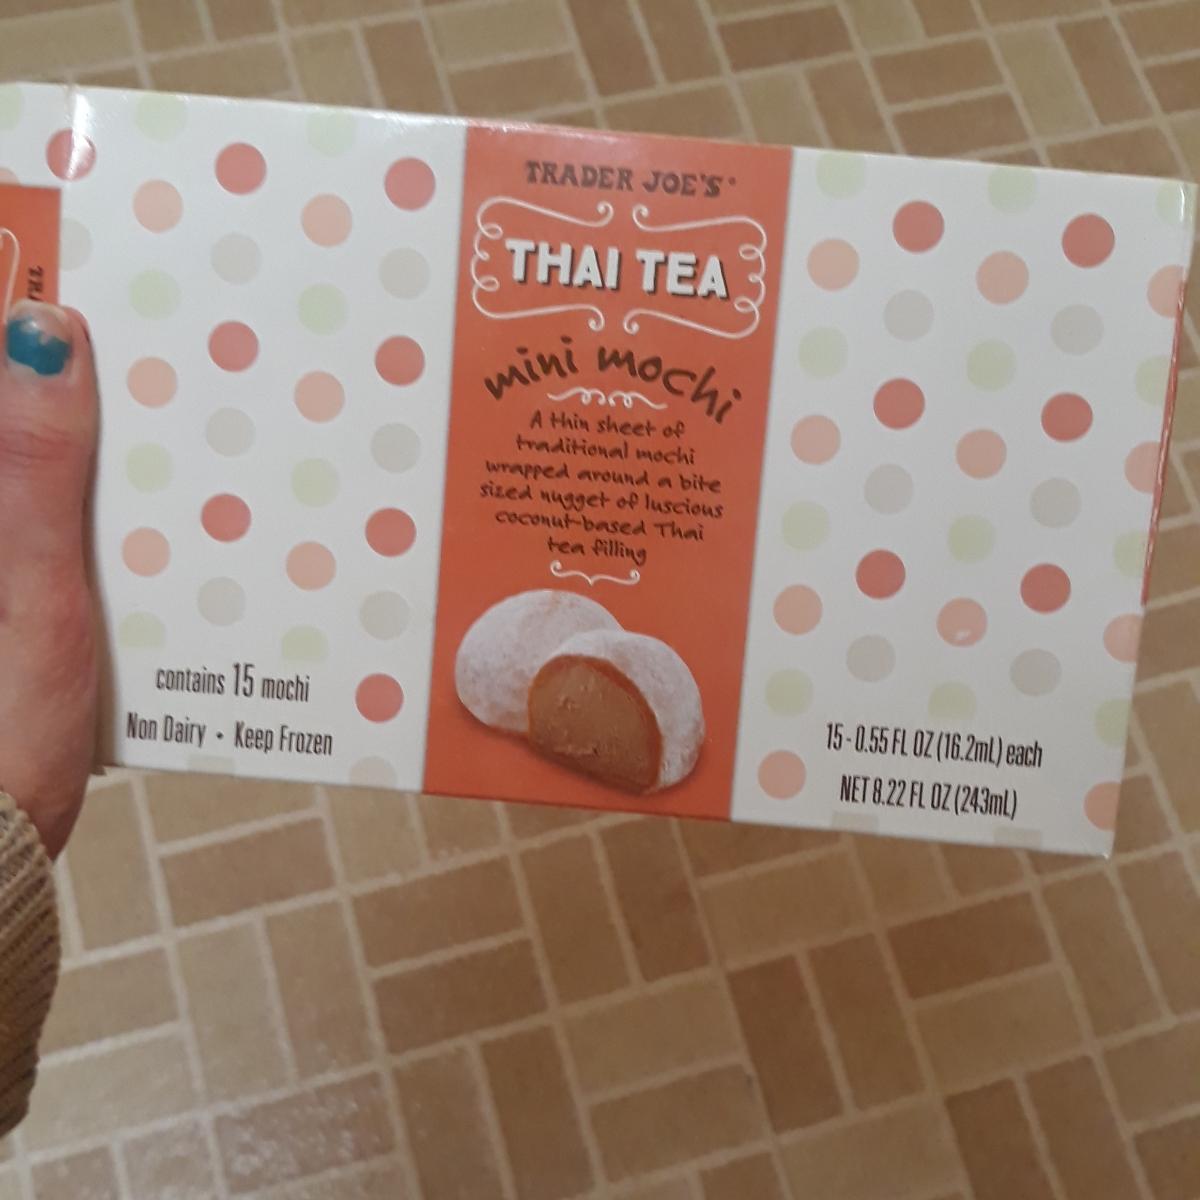 TRADER JOE'S
THAI TEA
mini mochi
A thin sheet of
traditional mochi
wrapped around a bite
sized nugget of luscious
coconut-based Thai
tea filling
contains 15 mochi
Non Dairy • Keep Frozen
15 - 0.55 FL OZ (16.2mL) each
NET 8.22 FL OZ (243mL)